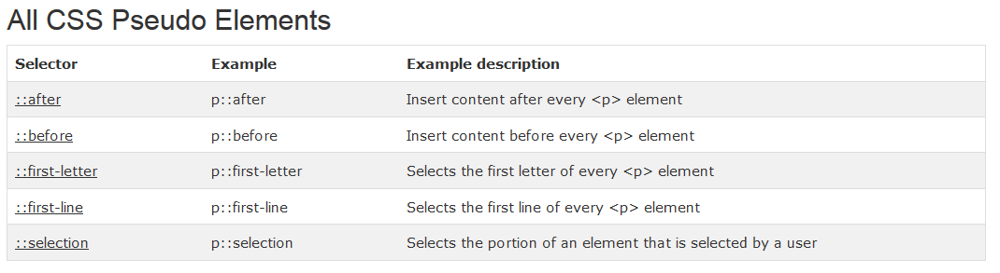 All CSS Pseudo Elements
Selector Example Example description
::after p::after Insert content after every <p> element
::before p::before Insert content before every <p> element
::first-letter p::first-letter Selects the first letter of every <p> element
::first-line p::first-line Selects the first line of every <p> element
::selection p::selection Selects the portion of an element that is selected by a user